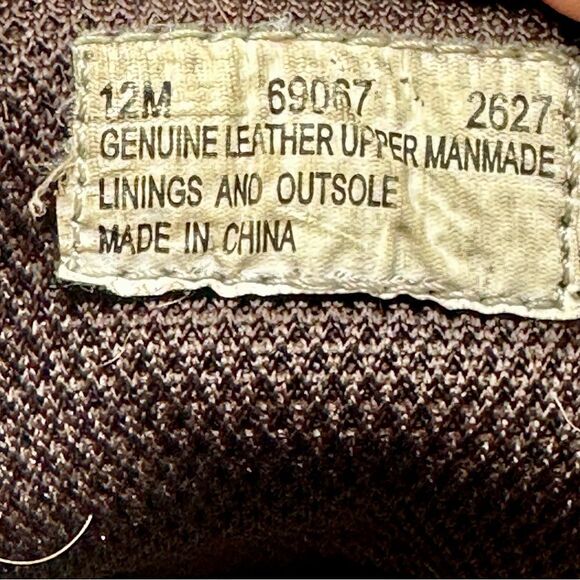 12M 69067 2627
GENUINE LEATHER UPPER MANMADE
LININGS AND OUTSOLE
MADE IN CHINA